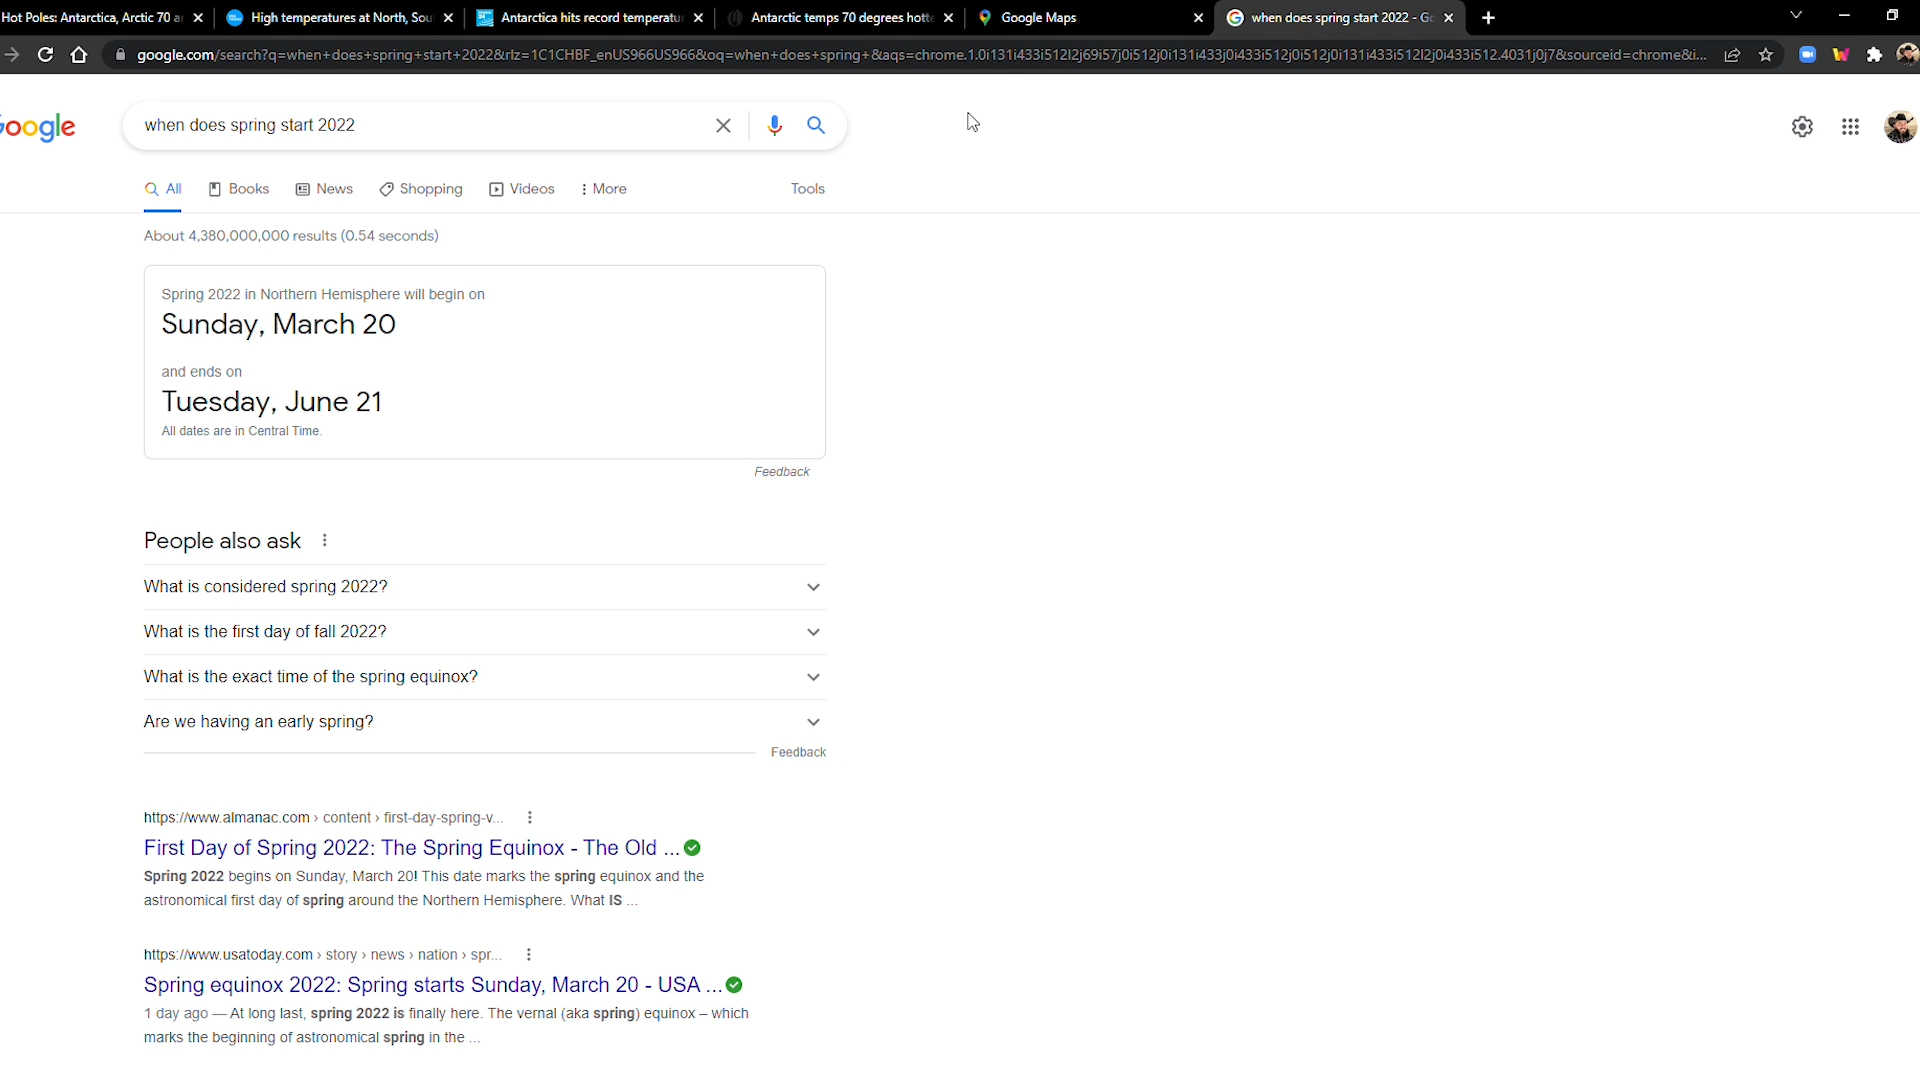 Hot Poles: Antarctica, Arctic 70 a
High temperatures at North, Sou
Antarctica hits record temperatu
Antarctic temps 70 degrees hotte
Google Maps
when does spring start 2022 - Go
google.com/search?q=when+does+spring+start+2022&rlz=1C1CHBF_enUS966US966&oq=when+does+spring+&aqs=chrome.1.0i131i433i512l2j69i57j0i512j0i131i433j0i433i512j0i512j0i131i433i512l2j0i433i512.4031j0j7&sourceid=chrome&i...
Google
when does spring start 2022
All
Books
News
Shopping
Videos
More
Tools
About 4,380,000,000 results (0.54 seconds)
Spring 2022 in Northern Hemisphere will begin on
Sunday, March 20
and ends on
Tuesday, June 21
All dates are in Central Time.
Feedback
People also ask
What is considered spring 2022?
What is the first day of fall 2022?
What is the exact time of the spring equinox?
Are we having an early spring?
Feedback
https://www.almanac.com › content › first-day-spring-v...
First Day of Spring 2022: The Spring Equinox - The Old ...
Spring 2022 begins on Sunday, March 20! This date marks the spring equinox and the
astronomical first day of spring around the Northern Hemisphere. What IS ...
https://www.usatoday.com › story › news › nation › spr...
Spring equinox 2022: Spring starts Sunday, March 20 - USA ...
1 day ago — At long last, spring 2022 is finally here. The vernal (aka spring) equinox – which
marks the beginning of astronomical spring in the ...